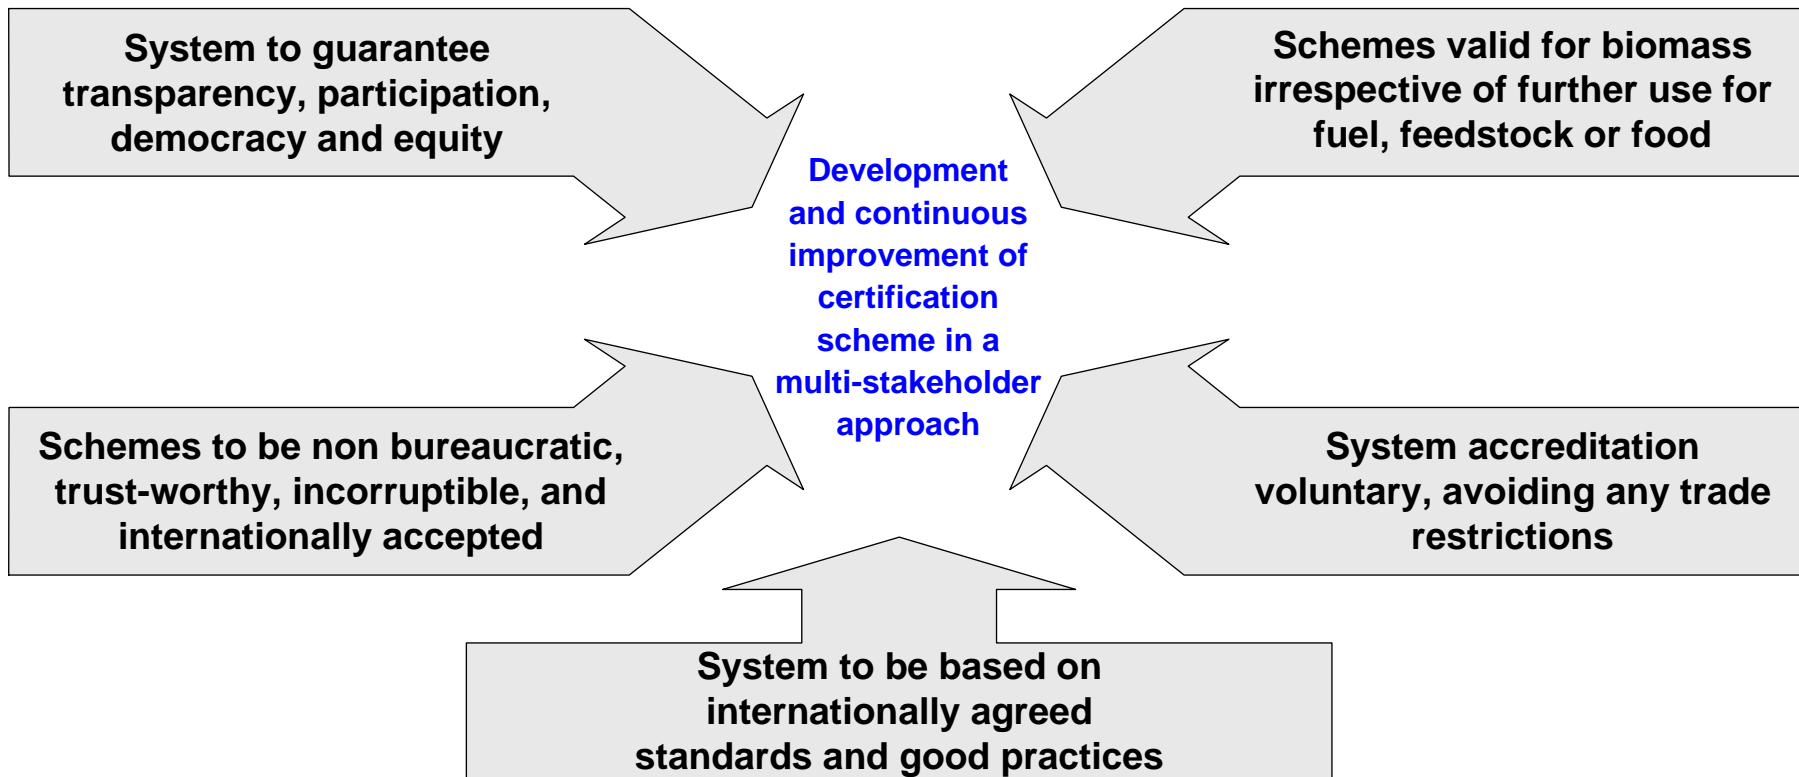 System to guarantee
transparency, participation,
democracy and equity
Schemes valid for biomass
irrespective of further use for
fuel, feedstock or food
Development
and continuous
improvement of
certification
scheme in a
multi-stakeholder
approach
Schemes to be non bureaucratic,
trust-worthy, incorruptible, and
internationally accepted
System accreditation
voluntary, avoiding any trade
restrictions
System to be based on
internationally agreed
standards and good practices